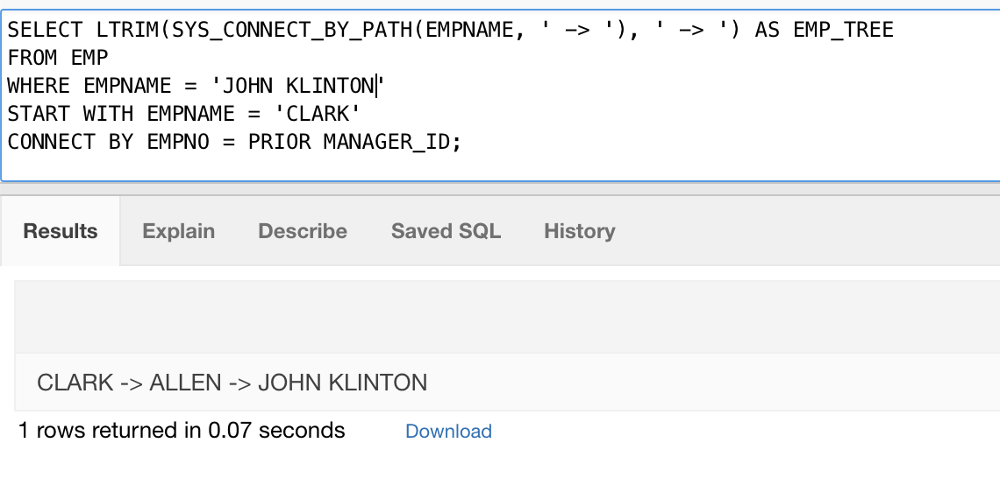 SELECT LTRIM(SYS_CONNECT_BY_PATH(EMPNAME, ' -> '), ' -> ') AS EMP_TREE
FROM EMP
WHERE EMPNAME = 'JOHN KLINTON'
START WITH EMPNAME = 'CLARK'
CONNECT BY EMPNO = PRIOR MANAGER_ID;
Results Explain Describe Saved SQL History
CLARK -> ALLEN -> JOHN KLINTON
1 rows returned in 0.07 seconds Download